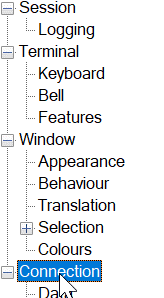 Session
Logging
Terminal
Keyboard
Bell
Features
Window
Appearance
Behaviour
Translation
Selection
Colours
Connection